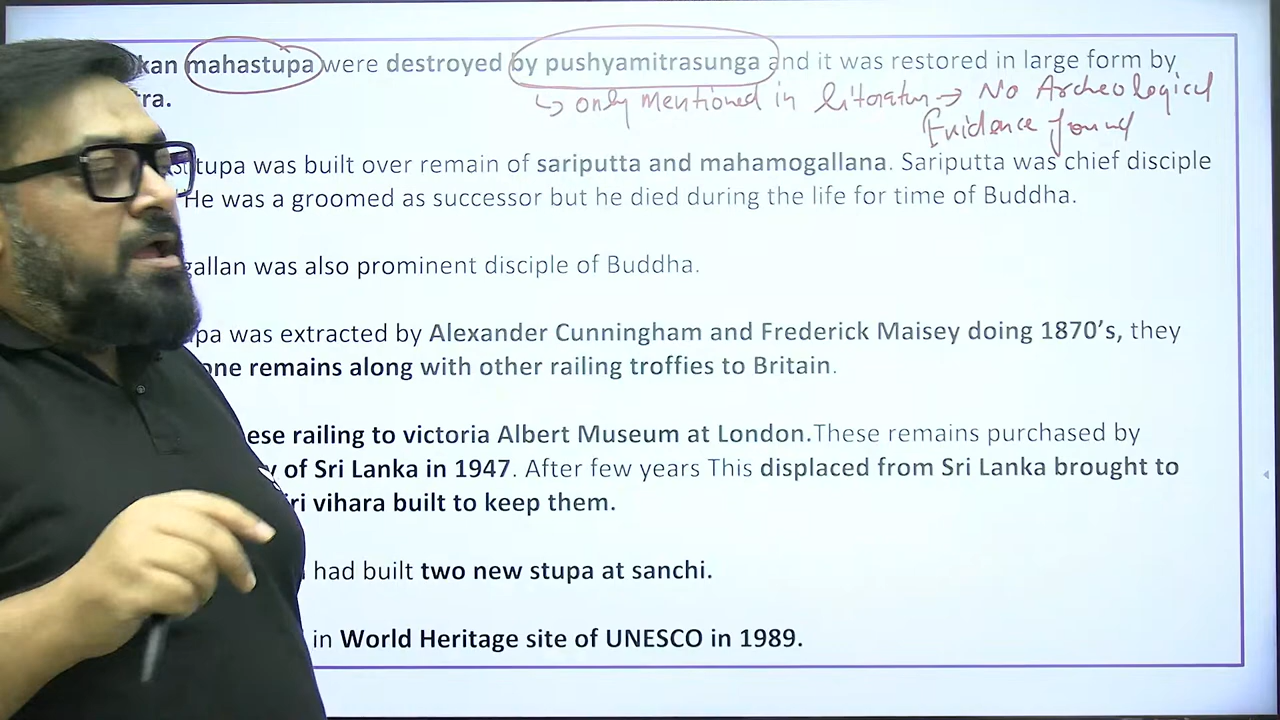 kan mahastupa were destroyed by pushyamitrasunga and it was restored in large form by
tra.
↳ only mentioned in literature → No Archeological
Evidence found
stupa was built over remain of sariputta and mahamogallana. Sariputta was chief disciple
He was a groomed as successor but he died during the life for time of Buddha.
gallan was also prominent disciple of Buddha.
pa was extracted by Alexander Cunningham and Frederick Maisey doing 1870's, they
one remains along with other railing troffies to Britain.
ese railing to victoria Albert Museum at London.These remains purchased by
y of Sri Lanka in 1947. After few years This displaced from Sri Lanka brought to
iri vihara built to keep them.
had built two new stupa at sanchi.
in World Heritage site of UNESCO in 1989.